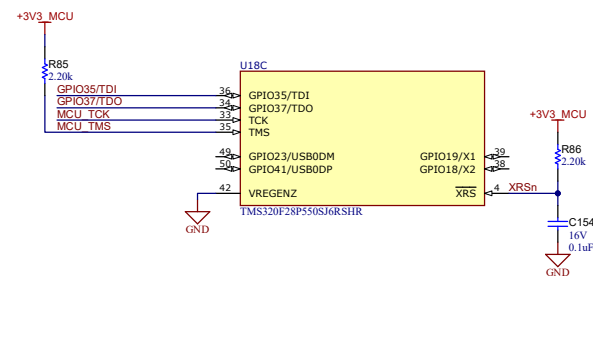 +3V3_MCU
R85
2.20k
U18C
GPIO35/TDI 36 GPIO35/TDI
GPIO37/TDO 34 GPIO37/TDO
MCU_TCK 33 TCK
MCU_TMS 35 TMS
+3V3_MCU
R86
2.20k
49 GPIO23/USB0DM GPIO19/X1 39
50 GPIO41/USB0DP GPIO18/X2 38
42 VREGENZ XRS 4 XRSn
TMS320F28P550SJ6RSHR
GND
C154
16V
0.1uF
GND